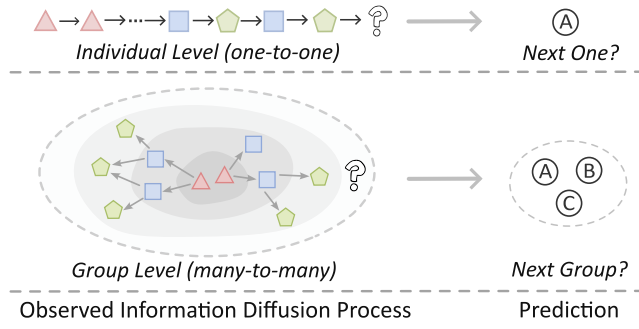 ... ? A
Individual Level (one-to-one) Next One?
?
A B
C
Group Level (many-to-many) Next Group?
Observed Information Diffusion Process Prediction